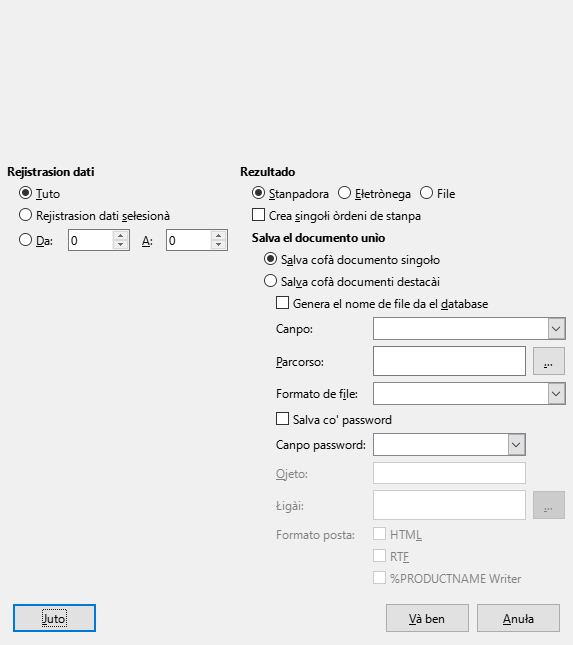 Rejistrasion dati
Tuto
Rejistrasion dati sełesionà
Da: 0 A: 0
Rezultado
Stanpadora Ełetrònega File
Crea singołi òrdeni de stanpa
Salva el documento unìo
Salva cofà documento singoło
Salva cofà documenti destacài
Genera el nome de file da el database
Canpo:
Parcorso: ...
Formato de file:
Salva co' password
Canpo password:
Ojeto:
Łigài: ...
Formato posta: HTML
RTF
%PRODUCTNAME Writer
Juto Và ben Anuła